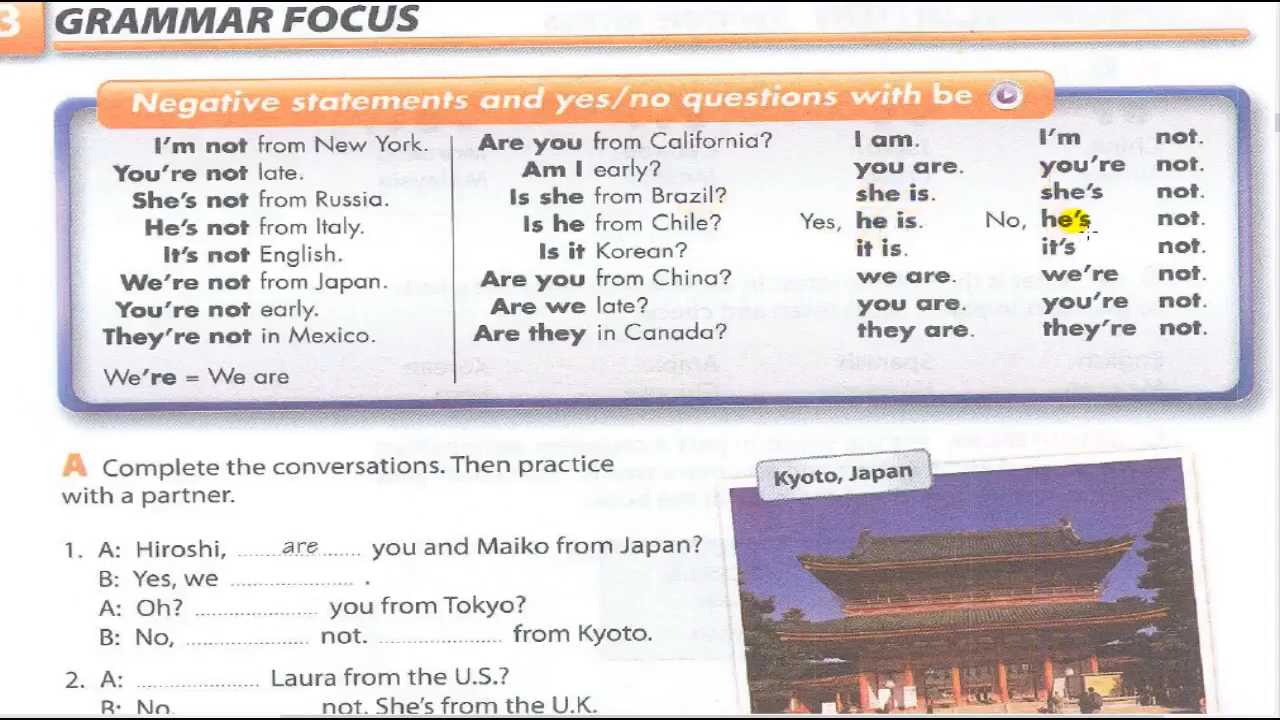 3 GRAMMAR FOCUS
Negative statements and yes/no questions with be
I'm not from New York. Are you from California? I am. I'm not.
You're not late. Am I early? you are. you're not.
She's not from Russia. Is she from Brazil? she is. she's not.
He's not from Italy. Is he from Chile? Yes, he is. No, he's not.
It's not English. Is it Korean? it is. it's not.
We're not from Japan. Are you from China? we are. we're not.
You're not early. Are we late? you are. you're not.
They're not in Mexico. Are they in Canada? they are. they're not.
We're = We are
A Complete the conversations. Then practice
with a partner.
Kyoto, Japan
1. A: Hiroshi, ......are...... you and Maiko from Japan?
B: Yes, we .................... .
A: Oh? .................... you from Tokyo?
B: No, .................... not. .................... from Kyoto.
2. A: .................... Laura from the U.S.?
B: No, .................... not. She's from the U.K.